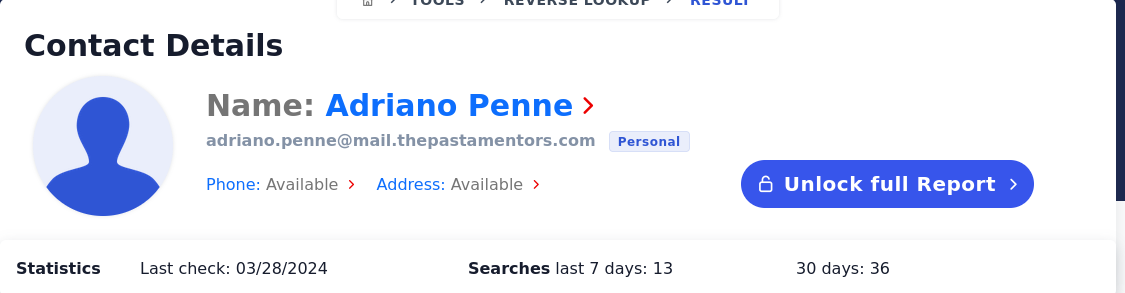 TOOLS REVERSE LOOKUP RESULT
Contact Details
Name: Adriano Penne
adriano.penne@mail.thepastamentors.com Personal
Phone: Available Address: Available
Unlock full Report
Statistics Last check: 03/28/2024 Searches last 7 days: 13 30 days: 36